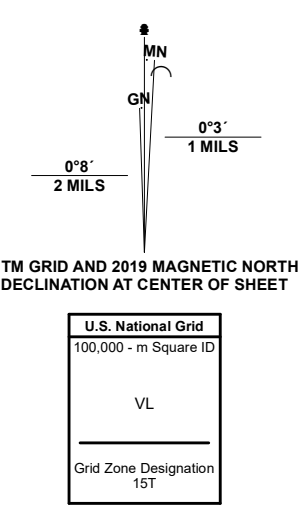 MN
GN
0°3´
1 MILS
0°8´
2 MILS
TM GRID AND 2019 MAGNETIC NORTH
DECLINATION AT CENTER OF SHEET
U.S. National Grid
100,000 - m Square ID
VL
Grid Zone Designation
15T